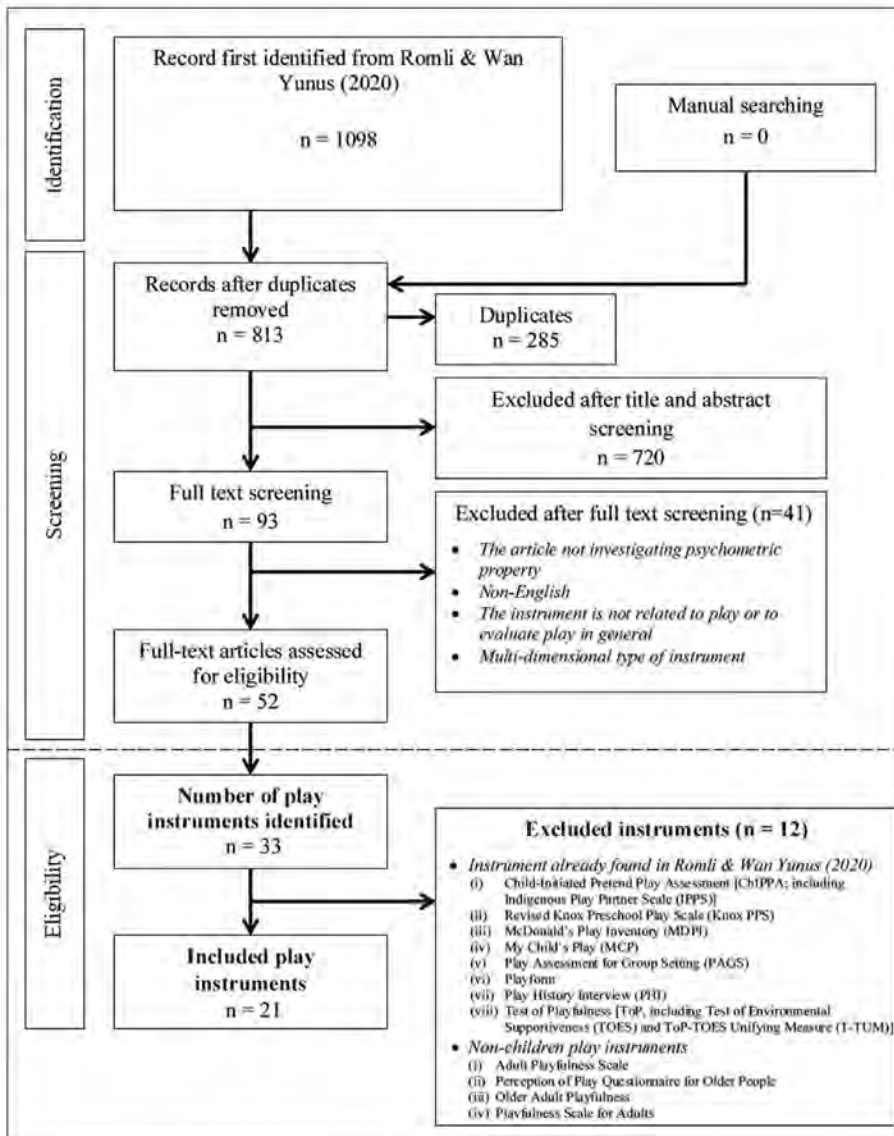 Identification
Record first identified from Romli & Wan
Yunus (2020)
n = 1098
Manual searching
n = 0
Screening
Records after duplicates
removed
n = 813
Duplicates
n = 285
Excluded after title and abstract
screening
n = 720
Full text screening
n = 93
Excluded after full text screening (n=41)
• The article not investigating psychometric
property
• Non-English
• The instrument is not related to play or to
evaluate play in general
• Multi-dimensional type of instrument
Full-text articles assessed
for eligibility
n = 52
Eligibility
Number of play
instruments identified
n = 33
Excluded instruments (n = 12)
• Instrument already found in Romli & Wan Yunus (2020)
(i) Child-Initiated Pretend Play Assessment [ChIPPA; including
Indigenous Play Partner Scale (IPPS)]
(ii) Revised Knox Preschool Play Scale (Knox PPS)
(iii) McDonald's Play Inventory (MDPI)
(iv) My Child's Play (MCP)
(v) Play Assessment for Group Setting (PAGS)
(vi) Playform
(vii) Play History Interview (PHI)
(viii) Test of Playfulness [ToP, including Test of Environmental
Supportiveness (TOES) and ToP-TOES Unifying Measure (T-TUM)]
• Non-children play instruments
(i) Adult Playfulness Scale
(ii) Perception of Play Questionnaire for Older People
(iii) Older Adult Playfulness
(iv) Playfulness Scale for Adults
Included play
instruments
n = 21